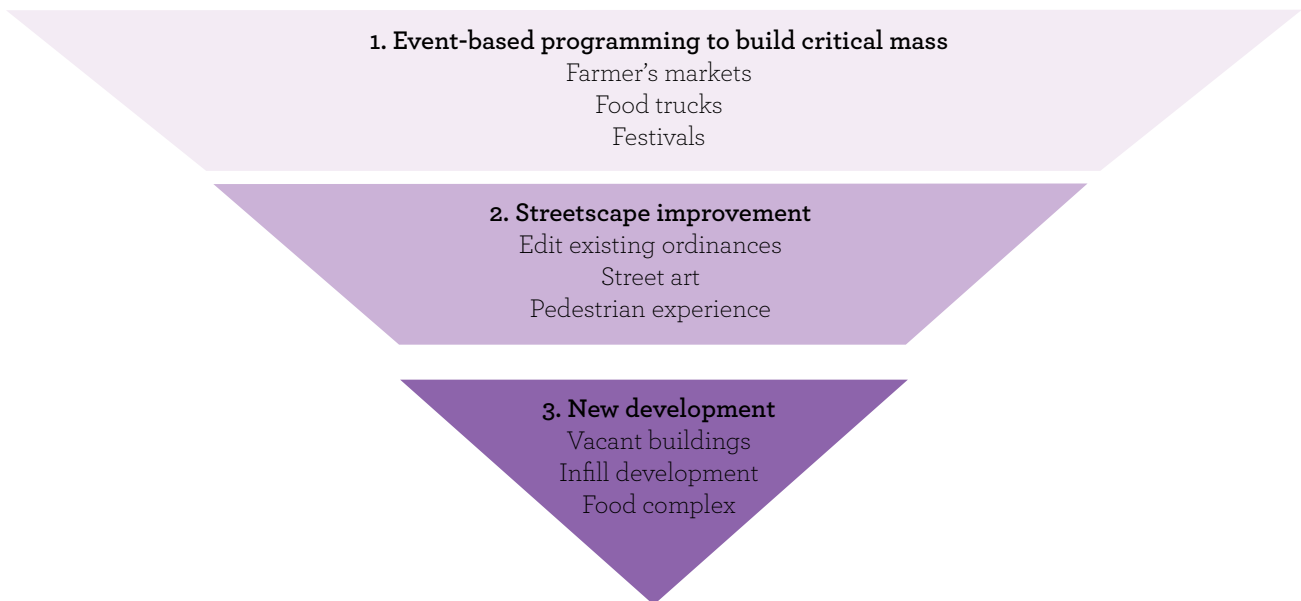 1. Event-based programming to build critical mass
Farmer’s markets
Food trucks
Festivals
2. Streetscape improvement
Edit existing ordinances
Street art
Pedestrian experience
3. New development
Vacant buildings
Infill development
Food complex